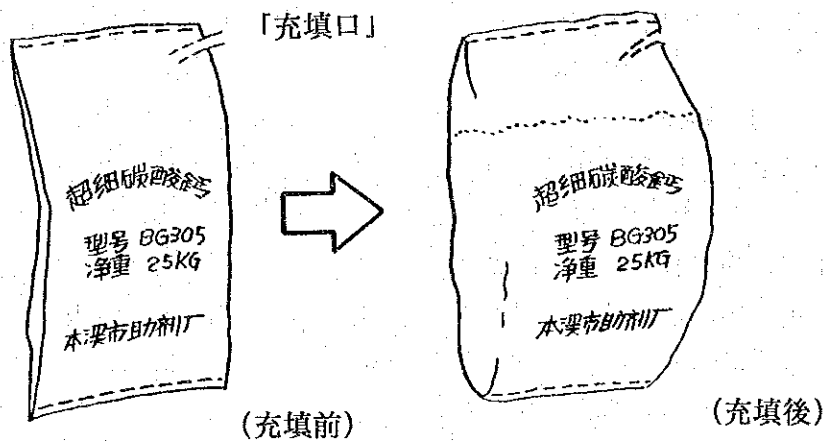 「充填口」
超细碳酸鈣
型号 BG305
净重 25KG
本溪市助剂厂
(充填前)
超细碳酸鈣
型号 BG305
净重 25KG
本溪市助剂厂
(充填後)